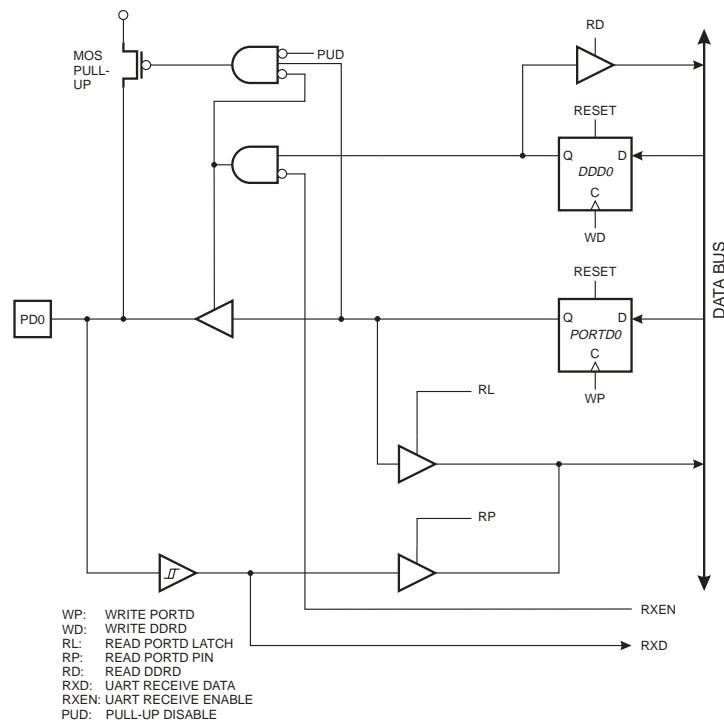 RD
MOS
PULL-
UP
PUD
RESET
Q
D
DDD0
C
WD
DATA BUS
RESET
PD0
Q
D
PORTD0
C
WP
RL
RP
RXEN
RXD
WP: WRITE PORTD
WD: WRITE DDRD
RL: READ PORTD LATCH
RP: READ PORTD PIN
RD: READ DDRD
RXD: UART RECEIVE DATA
RXEN: UART RECEIVE ENABLE
PUD: PULL-UP DISABLE